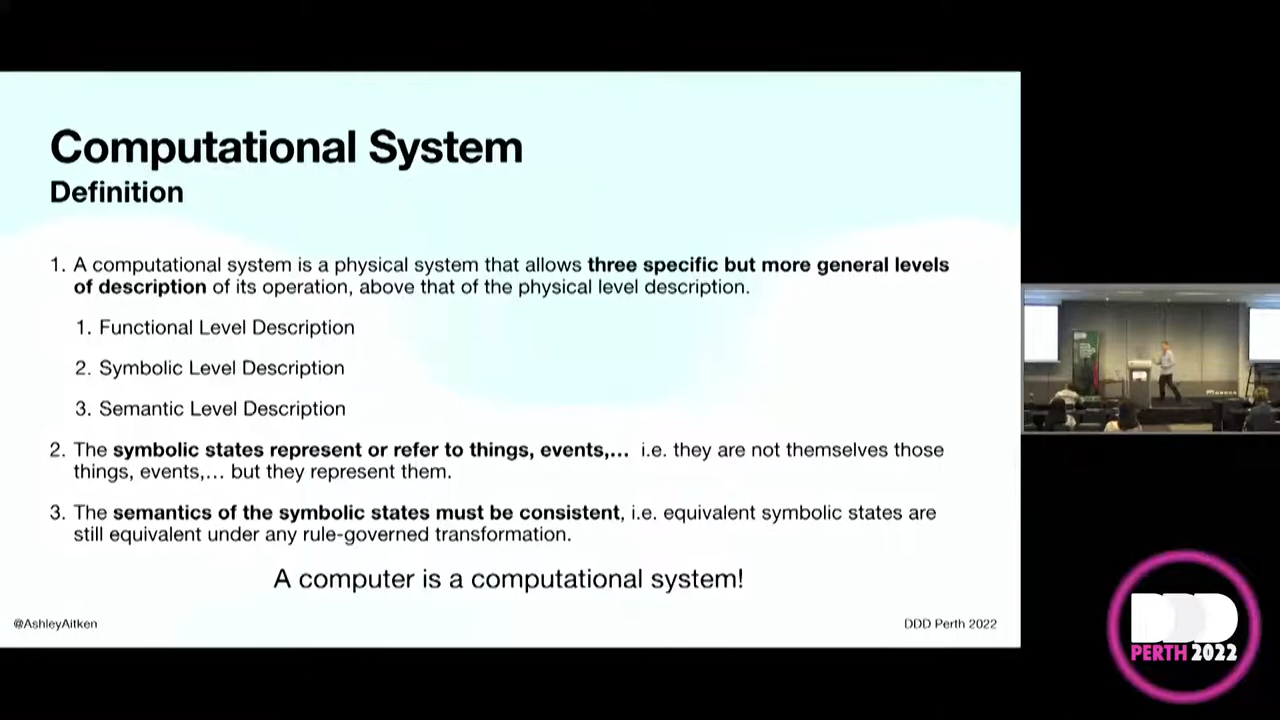 Computational System
Definition
1. A computational system is a physical system that allows three specific but more general levels
of description of its operation, above that of the physical level description.
1. Functional Level Description
2. Symbolic Level Description
3. Semantic Level Description
2. The symbolic states represent or refer to things, events,... i.e. they are not themselves those
things, events,... but they represent them.
3. The semantics of the symbolic states must be consistent, i.e. equivalent symbolic states are
still equivalent under any rule-governed transformation.
A computer is a computational system!
@AshleyAitken
DDD Perth 2022
DDD
PERTH 2022